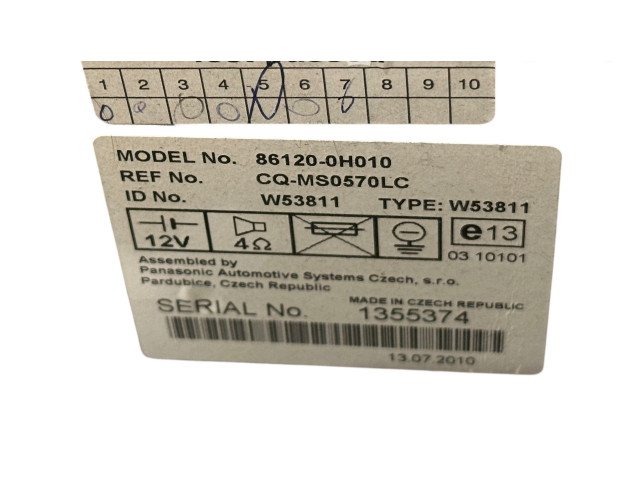 1 2 3 4 5 6 7 8 9 10
MODEL No. 86120-0H010
REF No. CQ-MS0570LC
ID No. W53811 TYPE: W53811
12V 4Ω e13
03 10101
Assembled by
Panasonic Automotive Systems Czech, s.r.o.
Pardubice, Czech Republic
MADE IN CZECH REPUBLIC
SERIAL No. 1355374
13.07.2010